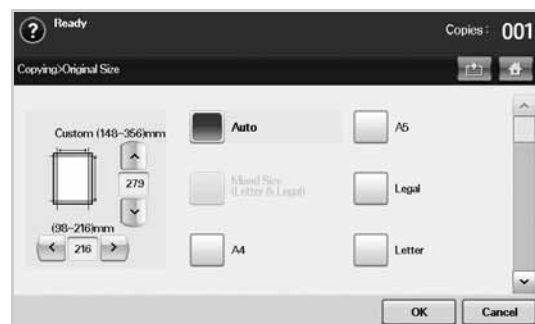 ?
Ready
Copies : 001
Copying>Original Size
Custom (148~356)mm
279
(98~216)mm
216
Auto
A5
Mixed Size
(Letter & Legal)
Legal
A4
Letter
OK
Cancel